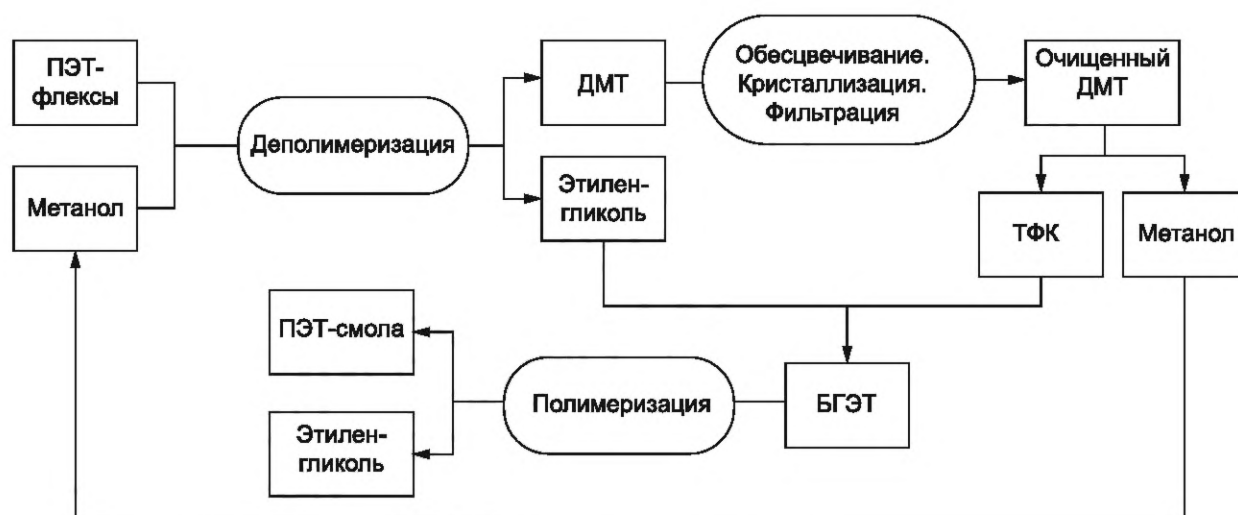 ПЭТ-
флексы
Метанол
Деполимеризация
ДМТ
Этилен-
гликоль
Обесцвечивание.
Кристаллизация.
Фильтрация
Очищенный
ДМТ
ТФК
Метанол
ПЭТ-смола
Этилен-
гликоль
Полимеризация
БГЭТ